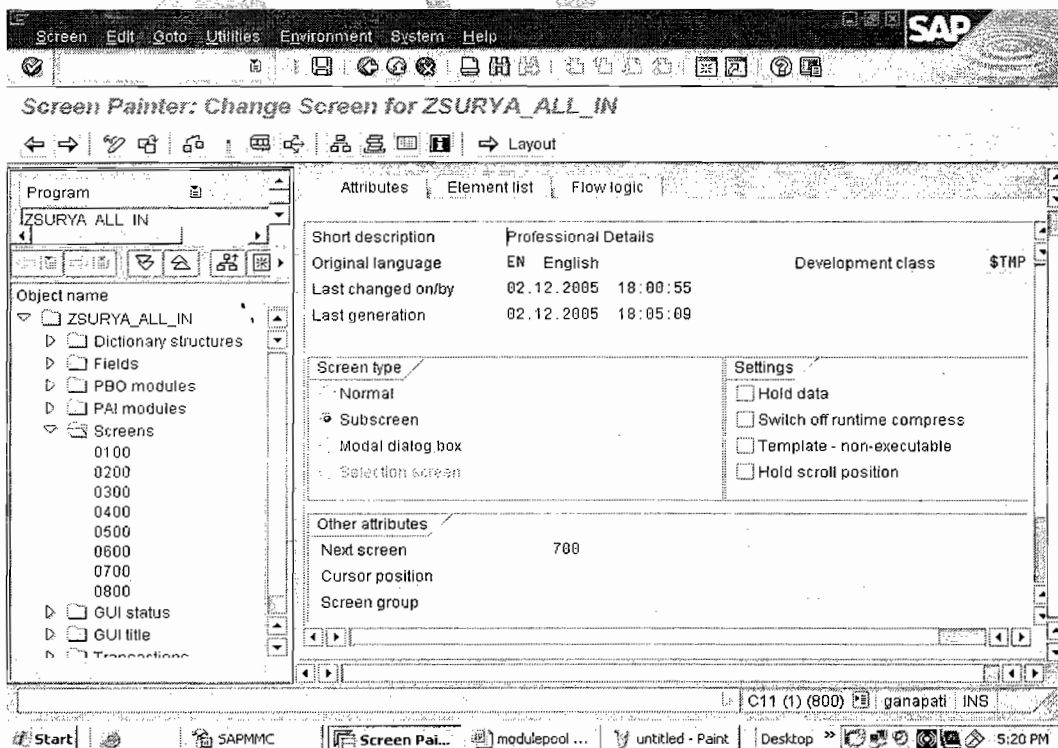 Screen Edit Goto Utilities Environment System Help
SAP
Screen Painter: Change Screen for ZSURYA_ALL_IN
Layout
Program
ZSURYA_ALL_IN
Object name
ZSURYA_ALL_IN
Dictionary structures
Fields
PBO modules
PAI modules
Screens
0100
0200
0300
0400
0500
0600
0700
0800
GUI status
GUI title
Transactions
Attributes Element list Flow logic
Short description Professional Details
Original language EN English Development class $TMP
Last changed on/by 02.12.2005 18:00:55
Last generation 02.12.2005 18:05:09
Screen type
Normal
Subscreen
Modal dialog box
Selection screen
Settings
Hold data
Switch off runtime compress
Template - non-executable
Hold scroll position
Other attributes
Next screen 700
Cursor position
Screen group
C11 (1) (800) ganapati INS
Start SAPMMC Screen Pai... modulepool ... untitled - Paint Desktop » 5:20 PM